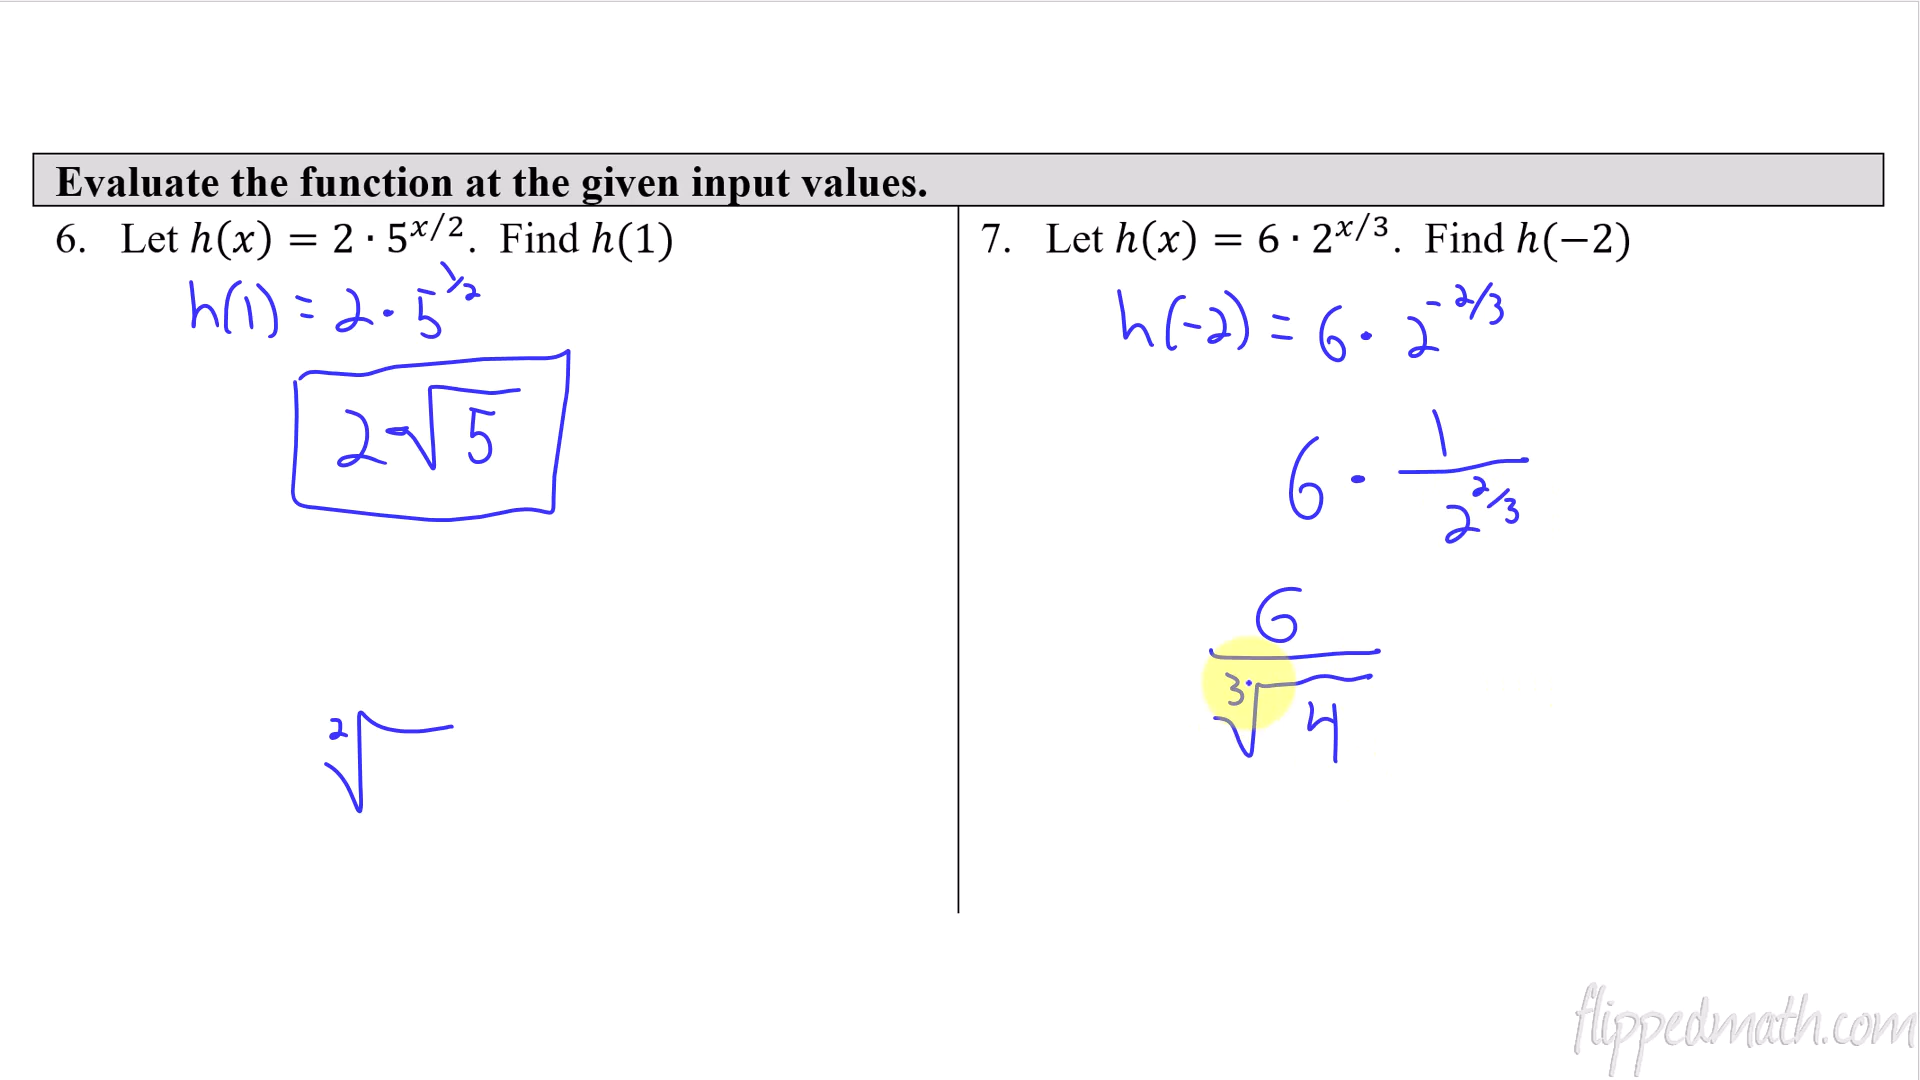 Evaluate the function at the given input values.
6. Let h(x) = 2 · 5^{x/2}. Find h(1)
h(1) = 2 · 5^{1/2}
2√5
²√
7. Let h(x) = 6 · 2^{x/3}. Find h(−2)
h(-2) = 6 · 2^{-2/3}
6 · 1/2^{2/3}
6
³√4
flippedmath.com